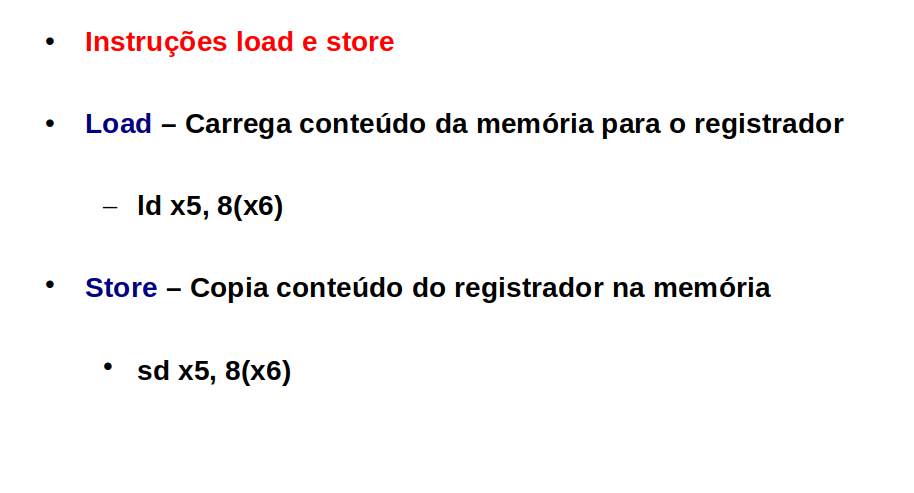 • Instruções load e store
• Load – Carrega conteúdo da memória para o registrador
– ld x5, 8(x6)
• Store – Copia conteúdo do registrador na memória
• sd x5, 8(x6)